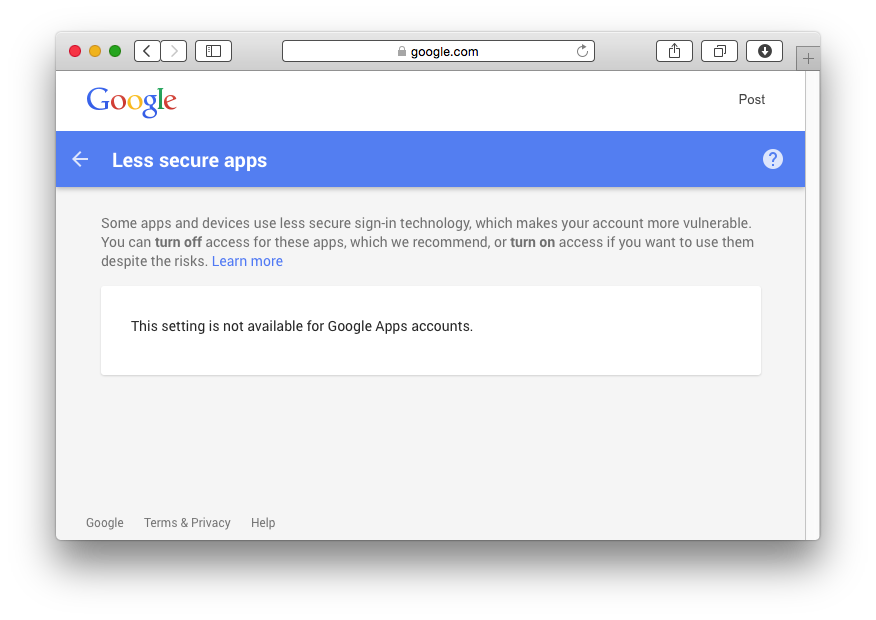 google.com
Google
Post
Less secure apps
?
Some apps and devices use less secure sign-in technology, which makes your account more vulnerable.
You can turn off access for these apps, which we recommend, or turn on access if you want to use them
despite the risks. Learn more
This setting is not available for Google Apps accounts.
Google Terms & Privacy Help